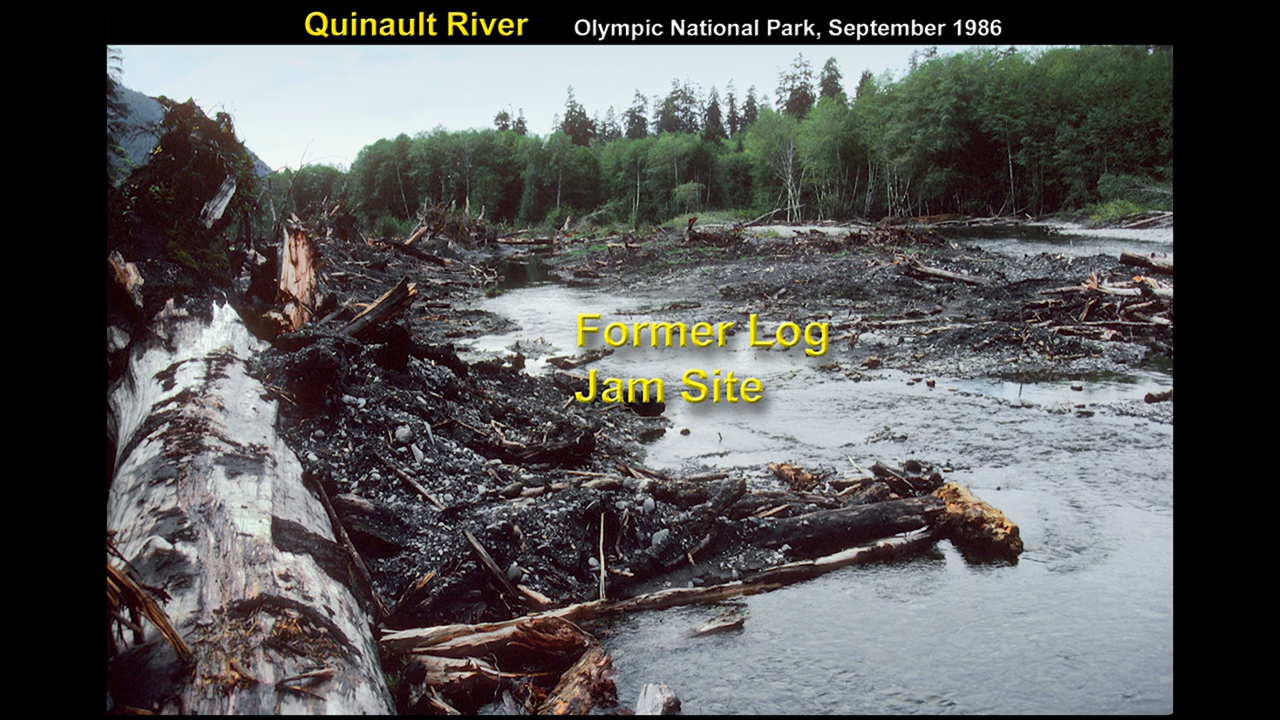 Quinault River Olympic National Park, September 1986
Former Log
Jam Site